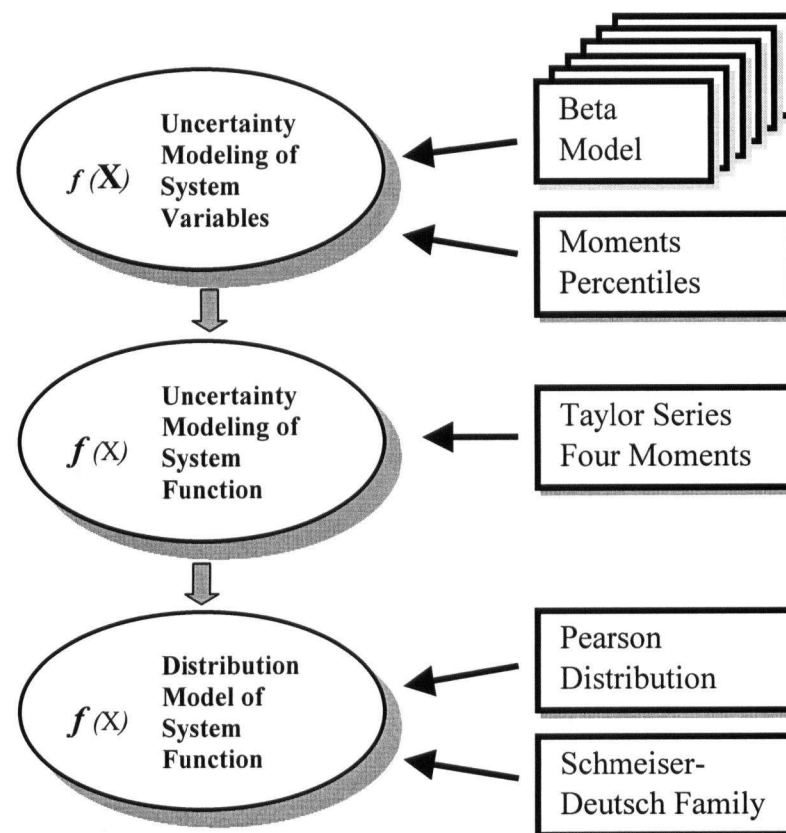 Uncertainty
Modeling of
f (X) System
Variables
Beta
Model
Moments
Percentiles
Uncertainty
Modeling of
f (X) System
Function
Taylor Series
Four Moments
Distribution
Model of
f (X) System
Function
Pearson
Distribution
Schmeiser-
Deutsch Family